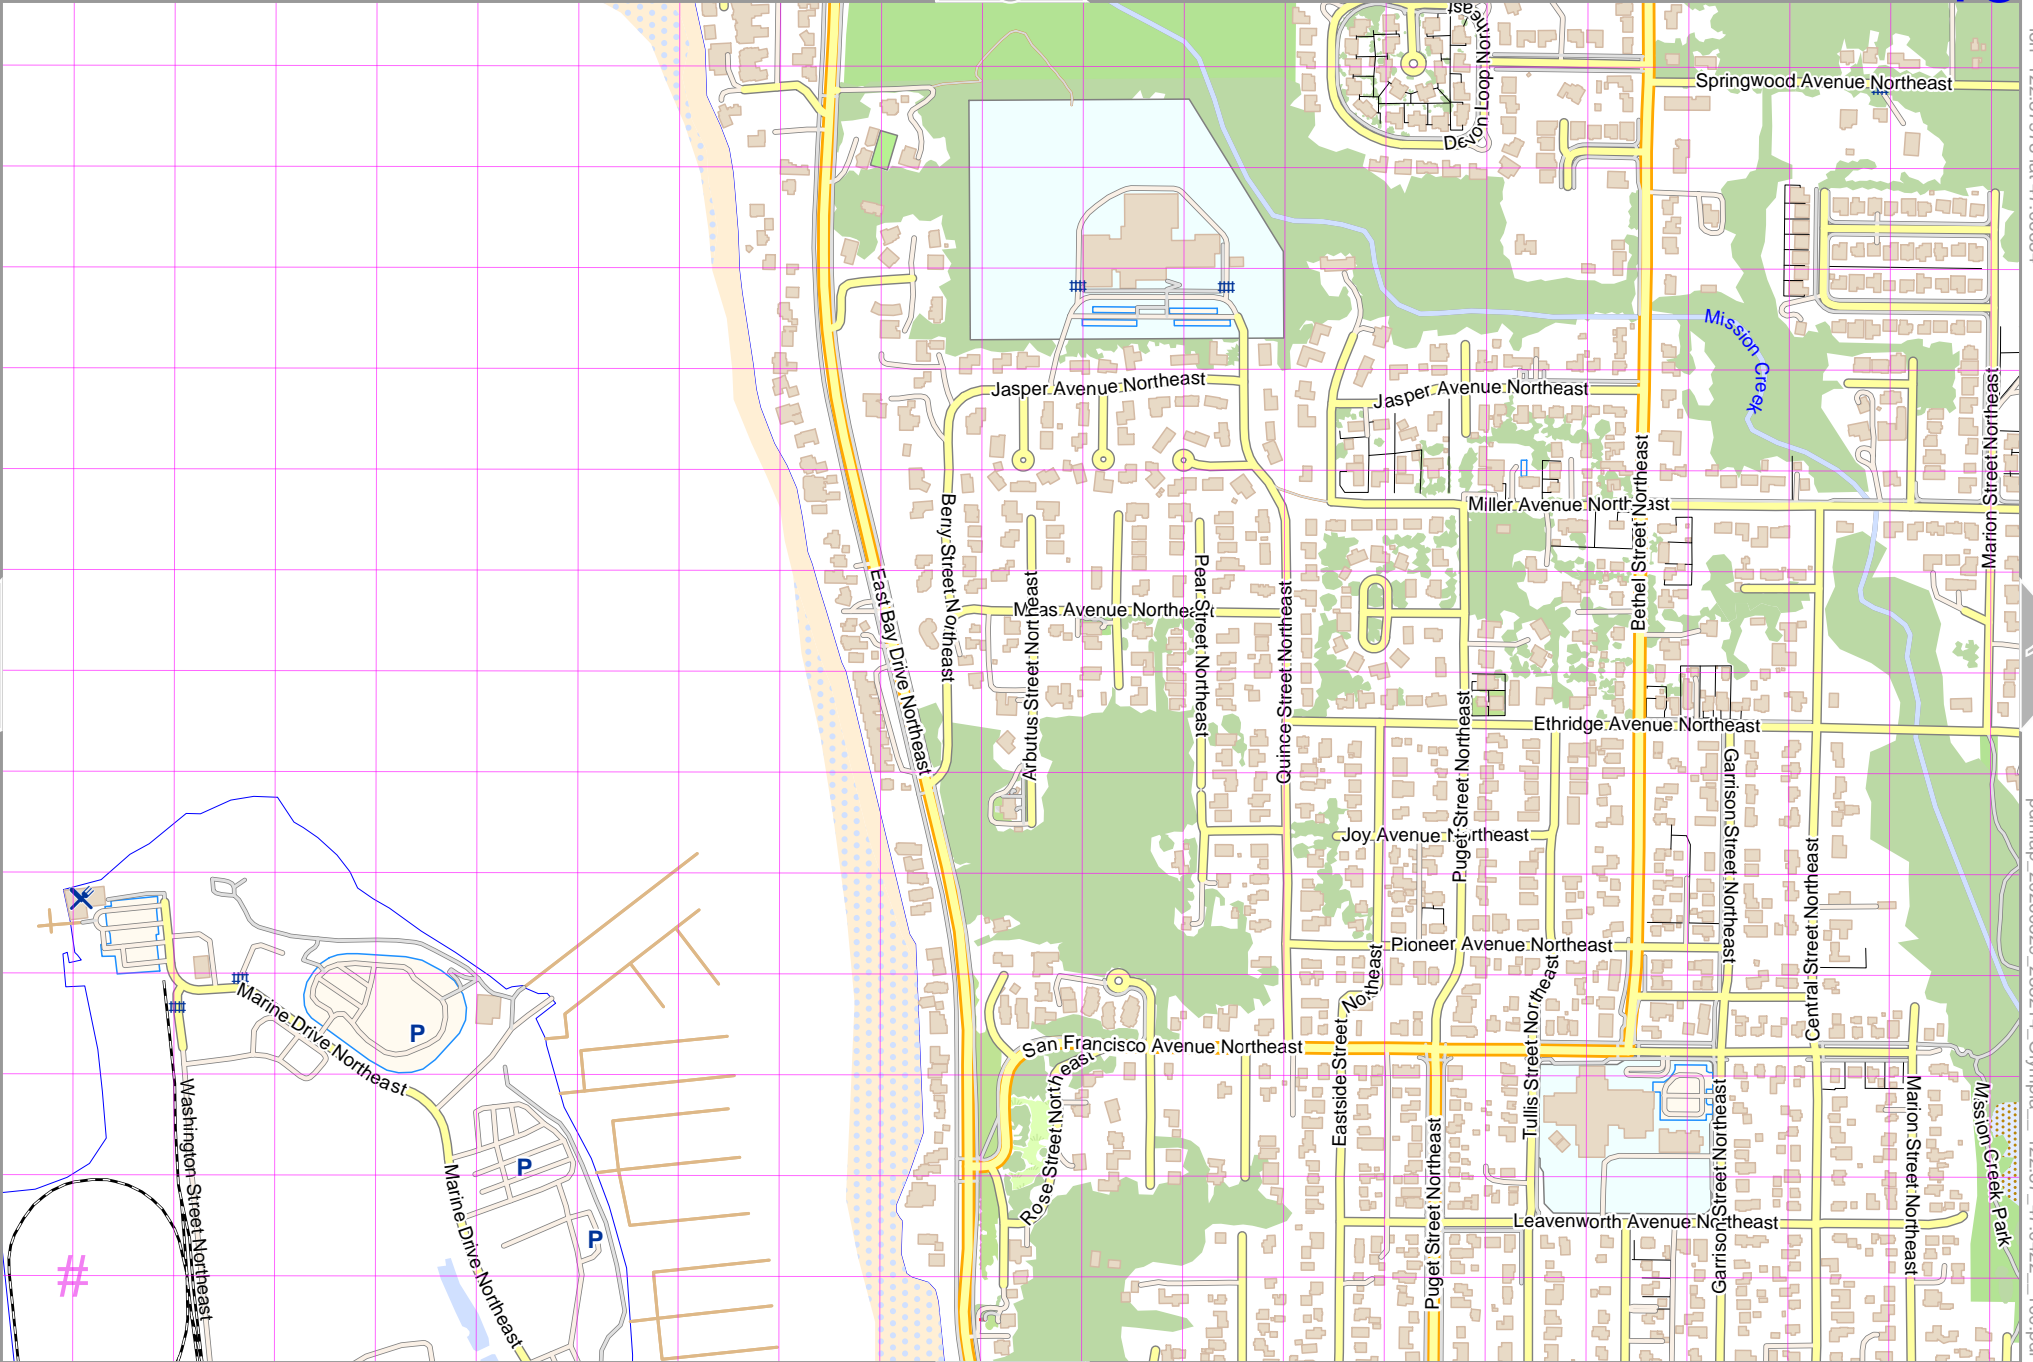 Devon Loop Northeast
Springwood Avenue Northeast
Mission Creek
Jasper Avenue Northeast
Jasper Avenue Northeast
Marion Street Northeast
Bethel Street Northeast
Berry Street Northeast
Miller Avenue Northeast
Pear Street Northeast
East Bay Drive Northeast
Arbutus Street Northeast
Quince Street Northeast
Puget Street Northeast
Ethridge Avenue Northeast
Garrison Street Northeast
Joy Avenue Northeast
Central Street Northeast
Pioneer Avenue Northeast
Eastside Street Northeast
Tullis Street Northeast
Marine Drive Northeast
P
San Francisco Avenue Northeast
Rose Street Northeast
Washington Street Northeast
Marine Drive Northeast
P
P
Puget Street Northeast
Garrison Street Northeast
Marion Street Northeast
Mission Creek Park
Leavenworth Avenue Northeast
#